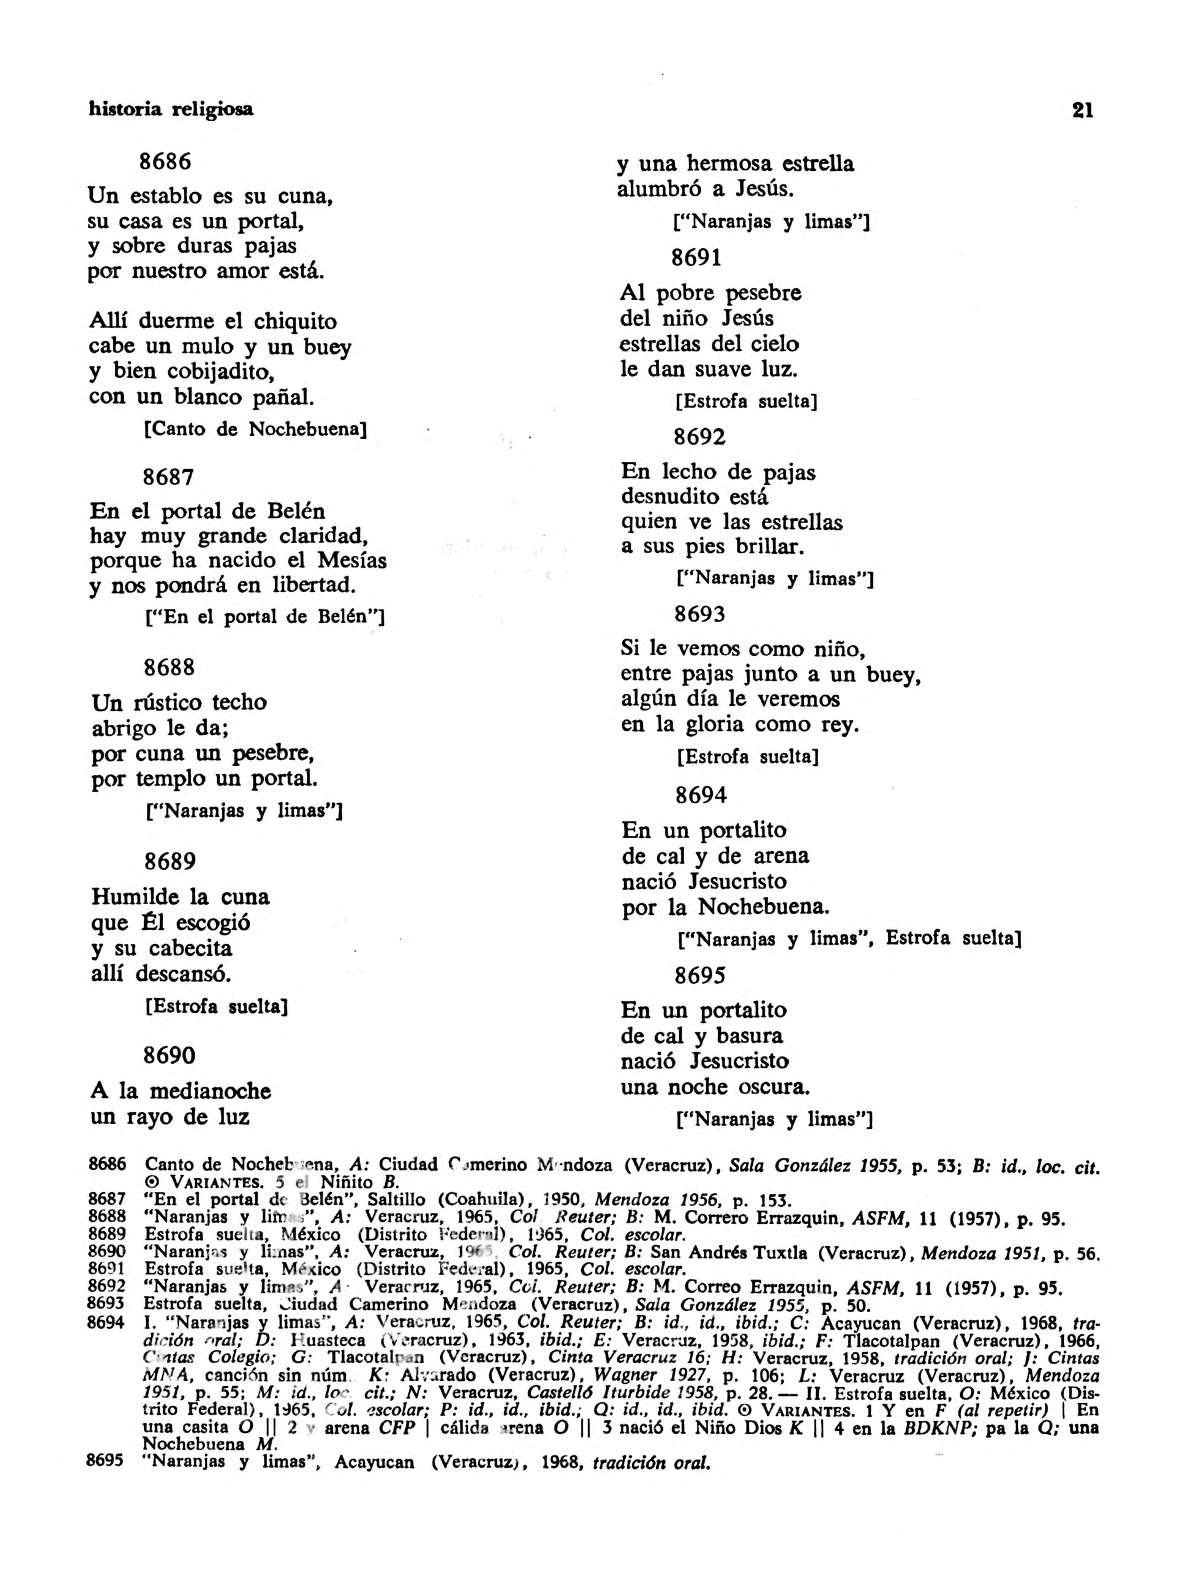 historia religiosa
21
8686
Un establo es su cuna,
su casa es un portal,
y sobre duras pajas
por nuestro amor está.
Allí duerme el chiquito
cabe un mulo y un buey
y bien cobijadito,
con un blanco pañal.
[Canto de Nochebuena]
8687
En el portal de Belén
hay muy grande claridad,
porque ha nacido el Mesías
y nos pondrá en libertad.
["En el portal de Belén"]
8688
Un rústico techo
abrigo le da;
por cuna un pesebre,
por templo un portal.
["Naranjas y limas"]
8689
Humilde la cuna
que Él escogió
y su cabecita
allí descansó.
[Estrofa suelta]
8690
A la medianoche
un rayo de luz
y una hermosa estrella
alumbró a Jesús.
["Naranjas y limas"]
8691
Al pobre pesebre
del niño Jesús
estrellas del cielo
le dan suave luz.
[Estrofa suelta]
8692
En lecho de pajas
desnudito está
quien ve las estrellas
a sus pies brillar.
["Naranjas y limas"]
8693
Si le vemos como niño,
entre pajas junto a un buey,
algún día le veremos
en la gloria como rey.
[Estrofa suelta]
8694
En un portalito
de cal y de arena
nació Jesucristo
por la Nochebuena.
["Naranjas y limas", Estrofa suelta]
8695
En un portalito
de cal y basura
nació Jesucristo
una noche oscura.
["Naranjas y limas"]
8686 Canto de Nochebuena, A: Ciudad Camerino Mendoza (Veracruz), Sala González 1955, p. 53; B: id., loc. cit.
⊙ VARIANTES. 5 el Niñito B.
8687 "En el portal de Belén", Saltillo (Coahuila), 1950, Mendoza 1956, p. 153.
8688 "Naranjas y limas", A: Veracruz, 1965, Col. Reuter; B: M. Correro Errazquin, ASFM, 11 (1957), p. 95.
8689 Estrofa suelta, México (Distrito Federal), 1965, Col. escolar.
8690 "Naranjas y limas", A: Veracruz, 1965, Col. Reuter; B: San Andrés Tuxtla (Veracruz), Mendoza 1951, p. 56.
8691 Estrofa suelta, México (Distrito Federal), 1965, Col. escolar.
8692 "Naranjas y limas", A: Veracruz, 1965, Col. Reuter; B: M. Correo Errazquin, ASFM, 11 (1957), p. 95.
8693 Estrofa suelta, Ciudad Camerino Mendoza (Veracruz), Sala González 1955, p. 50.
8694 I. "Naranjas y limas", A: Veracruz, 1965, Col. Reuter; B: id., id., ibid.; C: Acayucan (Veracruz), 1968, tra-
dición oral; D: Huasteca (Veracruz), 1963, ibid.; E: Veracruz, 1958, ibid.; F: Tlacotalpan (Veracruz), 1966,
Cintas Colegio; G: Tlacotalpan (Veracruz), Cinta Veracruz 16; H: Veracruz, 1958, tradición oral; J: Cintas
MNA, canción sin núm. K: Alvarado (Veracruz), Wagner 1927, p. 106; L: Veracruz (Veracruz), Mendoza
1951, p. 55; M: id., loc. cit.; N: Veracruz, Castelló Iturbide 1958, p. 28. — II. Estrofa suelta, O: México (Dis-
trito Federal), 1965, Col. escolar; P: id., id., ibid.; Q: id., id., ibid. ⊙ VARIANTES. 1 Y en F (al repetir) | En
una casita O || 2 y arena CFP | cálida arena O || 3 nació el Niño Dios K || 4 en la BDKNP; pa la Q; una
Nochebuena M.
8695 "Naranjas y limas", Acayucan (Veracruz), 1968, tradición oral.